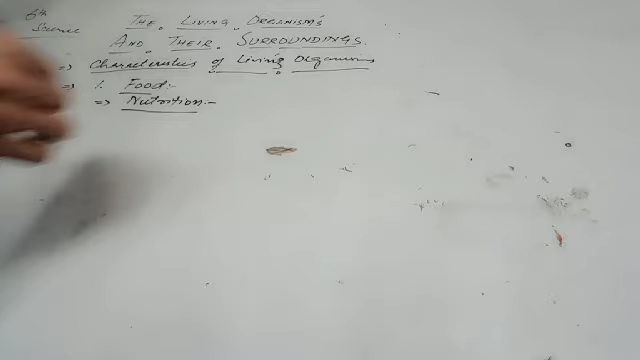 6th Science
THE LIVING ORGANISMS
AND THEIR SURROUNDINGS.
=> Characteristics of Living Organisms
=> 1. Food:-
=> Nutrition:-